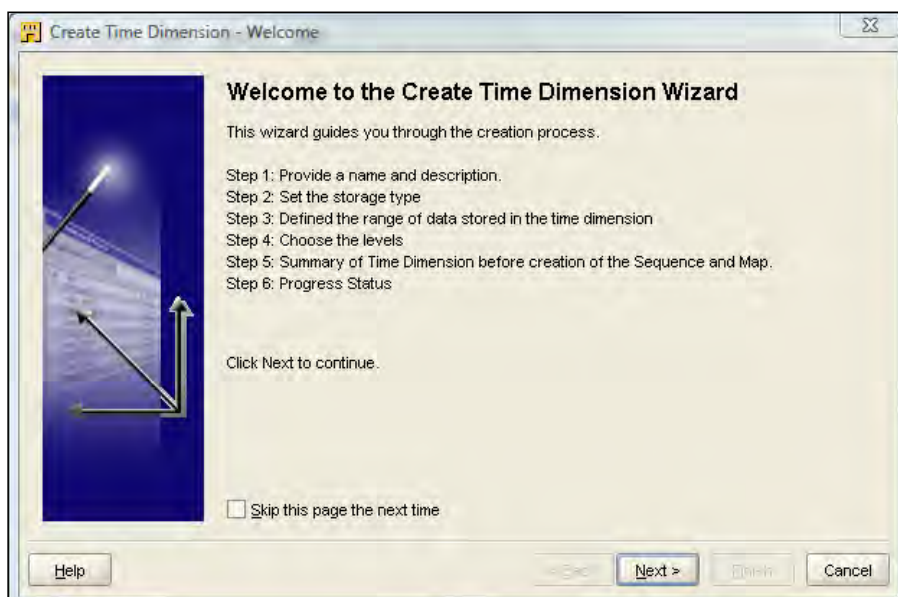 Create Time Dimension - Welcome
Welcome to the Create Time Dimension Wizard
This wizard guides you through the creation process.
Step 1: Provide a name and description.
Step 2: Set the storage type
Step 3: Defined the range of data stored in the time dimension
Step 4: Choose the levels
Step 5: Summary of Time Dimension before creation of the Sequence and Map.
Step 6: Progress Status
Click Next to continue.
Skip this page the next time
Help < Back Next > Finish Cancel